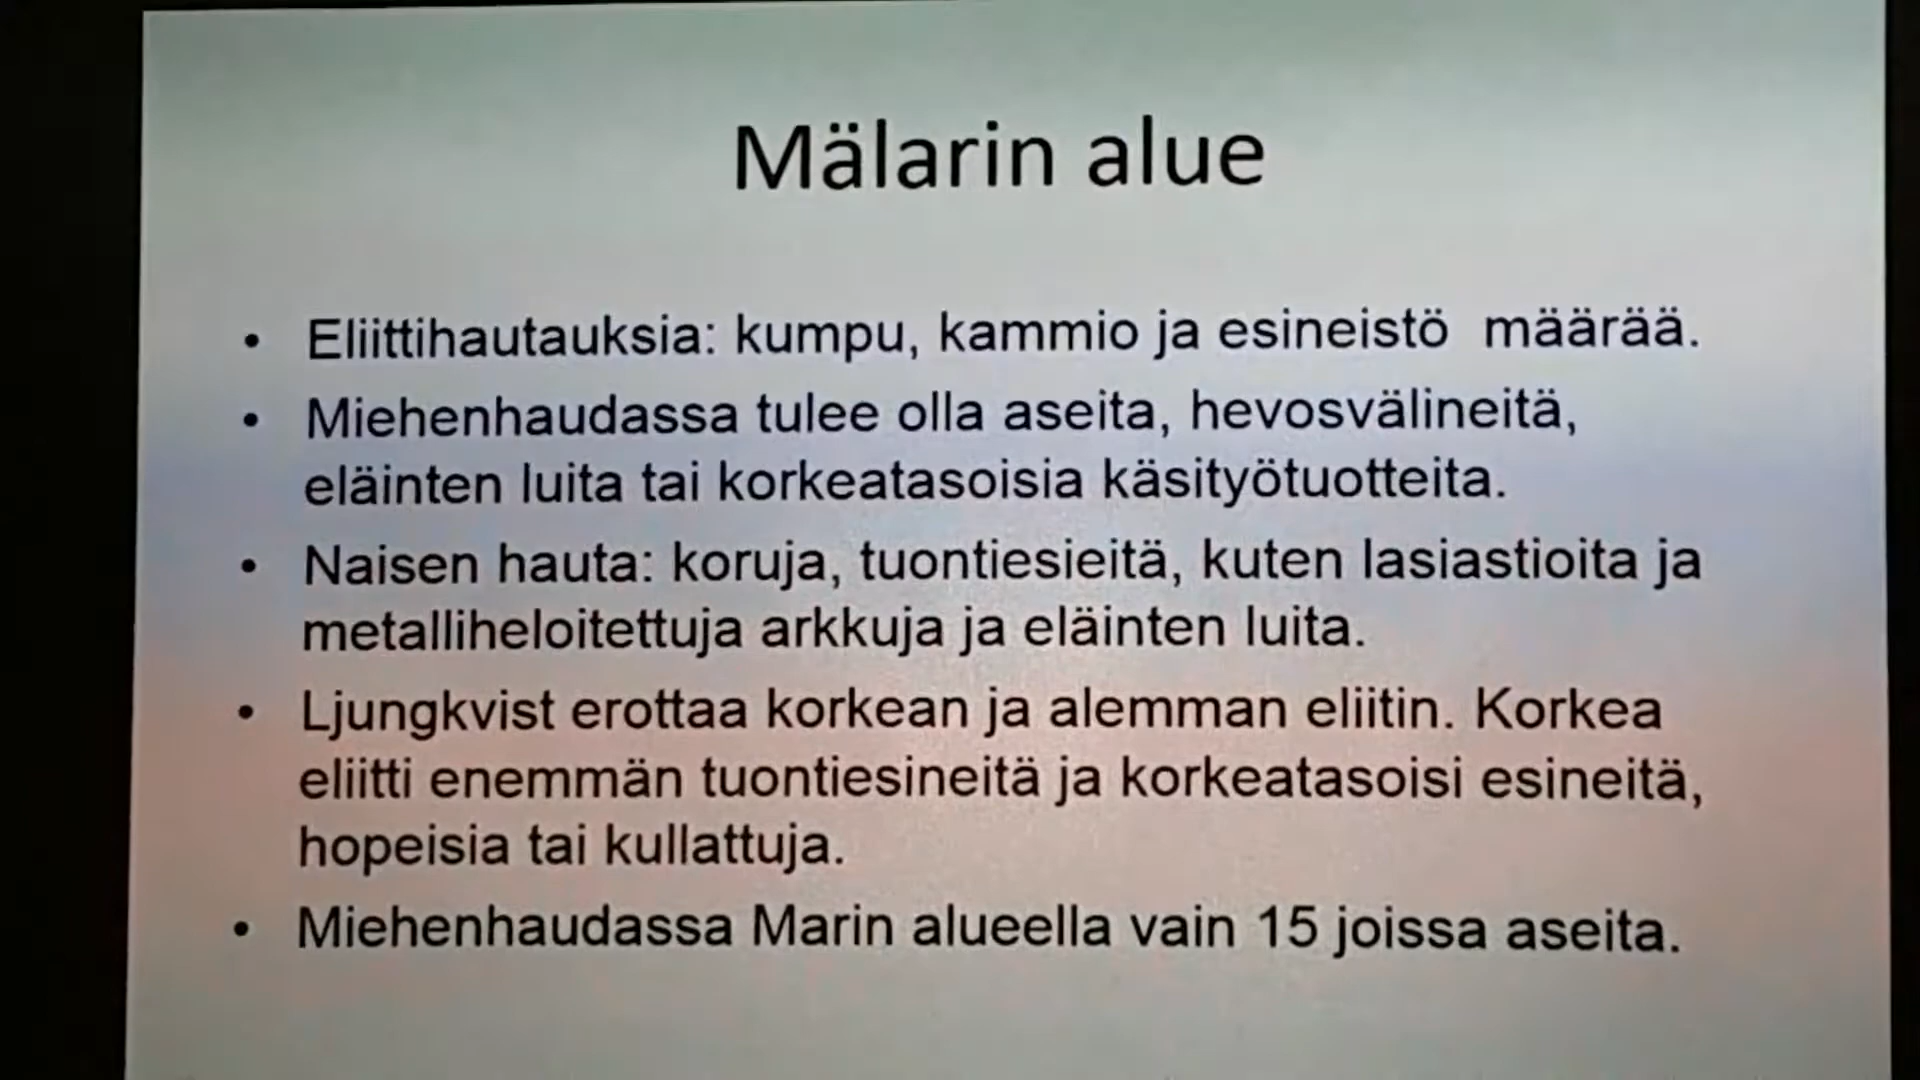 Mälarin alue
• Eliittihautauksia: kumpu, kammio ja esineistö määrää.
• Miehenhaudassa tulee olla aseita, hevosvälineitä,
eläinten luita tai korkeatasoisia käsityötuotteita.
• Naisen hauta: koruja, tuontiesieitä, kuten lasiastioita ja
metalliheloitettuja arkkuja ja eläinten luita.
• Ljungkvist erottaa korkean ja alemman eliitin. Korkea
eliitti enemmän tuontiesineitä ja korkeatasoisi esineitä,
hopeisia tai kullattuja.
• Miehenhaudassa Marin alueella vain 15 joissa aseita.